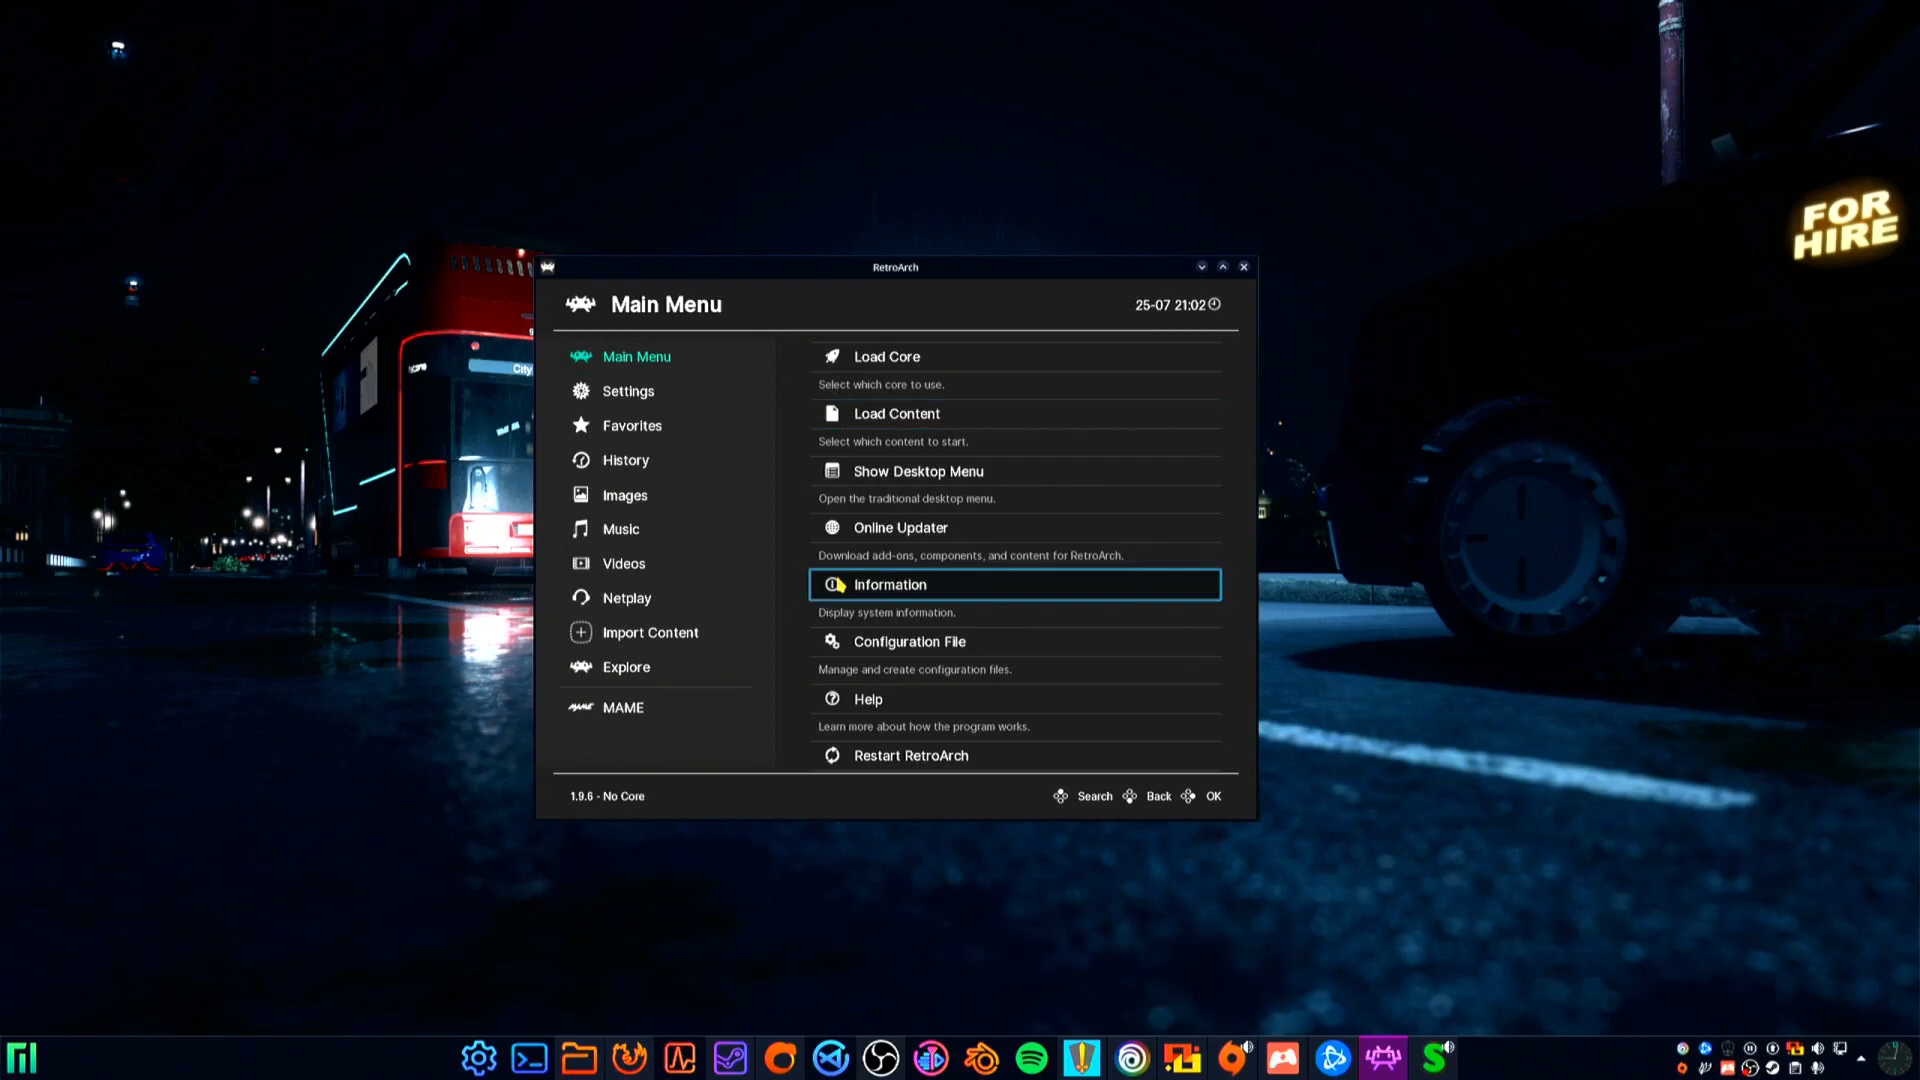 FOR
HIRE
City
RetroArch
Main Menu
25-07 21:02
Main Menu
Settings
Favorites
History
Images
Music
Videos
Netplay
Import Content
Explore
MAME
Load Core
Select which core to use.
Load Content
Select which content to start.
Show Desktop Menu
Open the traditional desktop menu.
Online Updater
Download add-ons, components, and content for RetroArch.
Information
Display system information.
Configuration File
Manage and create configuration files.
Help
Learn more about how the program works.
Restart RetroArch
1.9.6 - No Core
Search
Back
OK